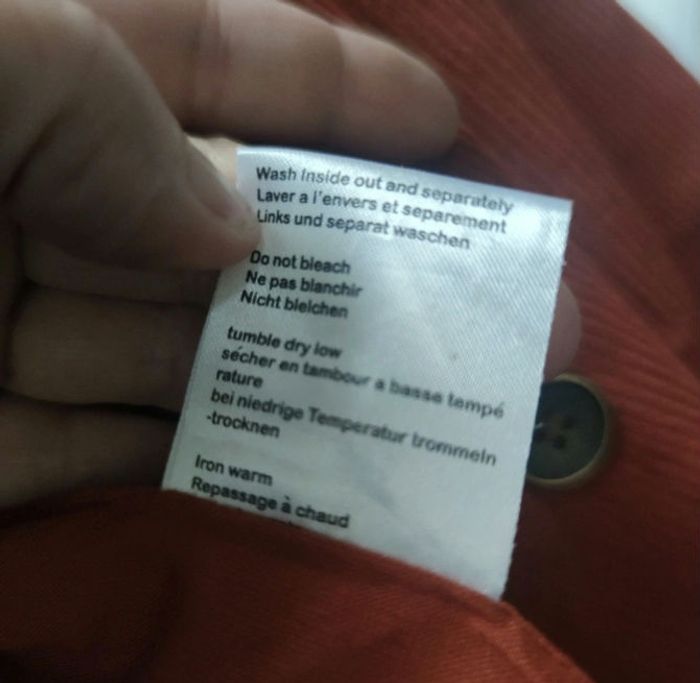 Wash Inside out and separately
Laver a l'envers et separement
Links und separat waschen
Do not bleach
Ne pas blanchir
Nicht bleichen
tumble dry low
sécher en tambour a basse tempé
rature
bei niedrige Temperatur trommeln
-trocknen
Iron warm
Repassage à chaud